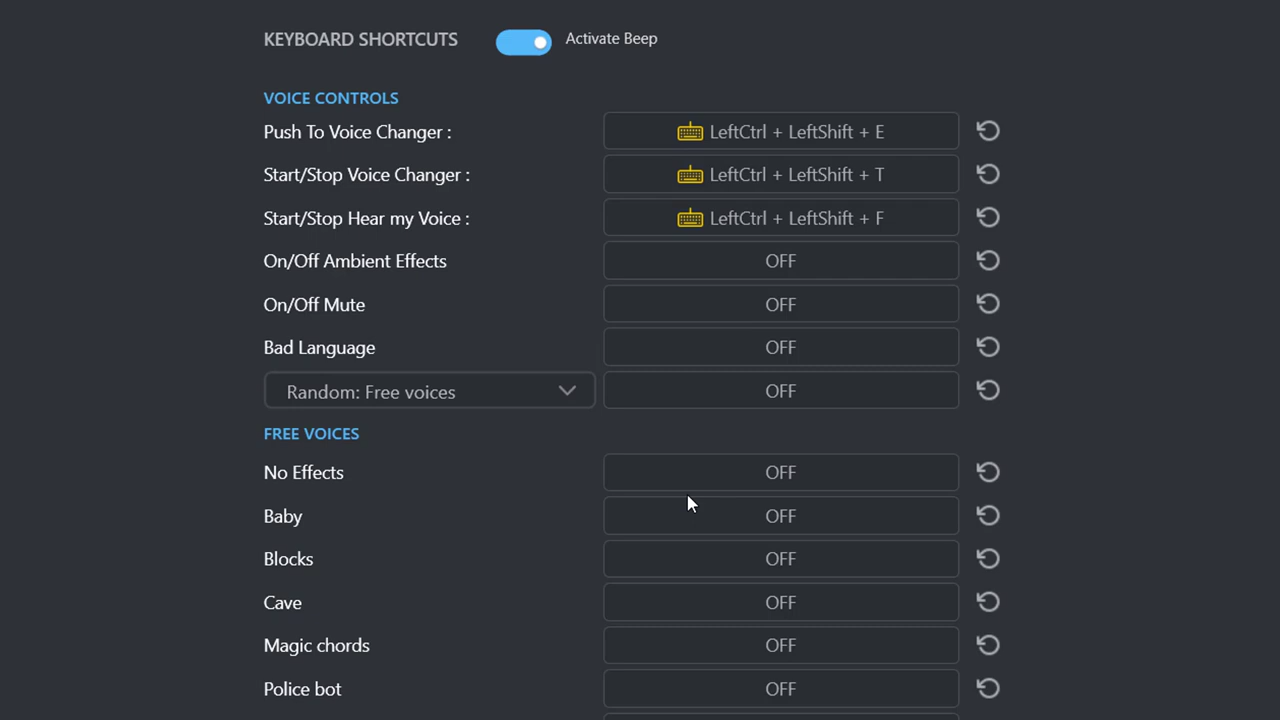 KEYBOARD SHORTCUTS Activate Beep
VOICE CONTROLS
Push To Voice Changer : LeftCtrl + LeftShift + E
Start/Stop Voice Changer : LeftCtrl + LeftShift + T
Start/Stop Hear my Voice : LeftCtrl + LeftShift + F
On/Off Ambient Effects OFF
On/Off Mute OFF
Bad Language OFF
Random: Free voices OFF
FREE VOICES
No Effects OFF
Baby OFF
Blocks OFF
Cave OFF
Magic chords OFF
Police bot OFF